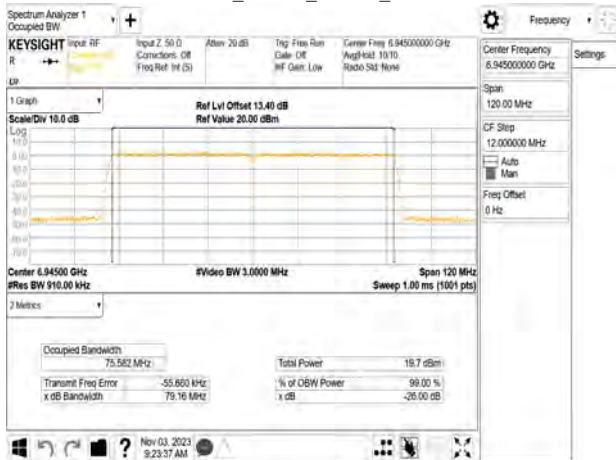 Spectrum Analyzer 1
Occupied BW
+
Frequency
KEYSIGHT
Input: RF
Input Z: 50 Ω
Atten: 20 dB
Trig: Free Run
Center Freq: 6.945000000 GHz
R
Corrections: Off
Gate: Off
Avg|Hold: 10/10
Freq Ref: Int (S)
#IF Gain: Low
Radio Std: None
Center Frequency
6.945000000 GHz
Settings
Span
120.00 MHz
CF Step
12.000000 MHz
Auto
Man
Freq Offset
0 Hz
1 Graph
Ref Lvl Offset 13.40 dB
Scale/Div 10.0 dB
Ref Value 20.00 dBm
Log
Center 6.94500 GHz
#Video BW 3.0000 MHz
Span 120 MHz
#Res BW 910.00 kHz
Sweep 1.00 ms (1001 pts)
2 Metrics
Occupied Bandwidth
75.562 MHz
Total Power
19.7 dBm
Transmit Freq Error
-55.660 kHz
% of OBW Power
99.00 %
x dB Bandwidth
79.16 MHz
x dB
-26.00 dB
?
Nov 03, 2023
9:23:37 AM